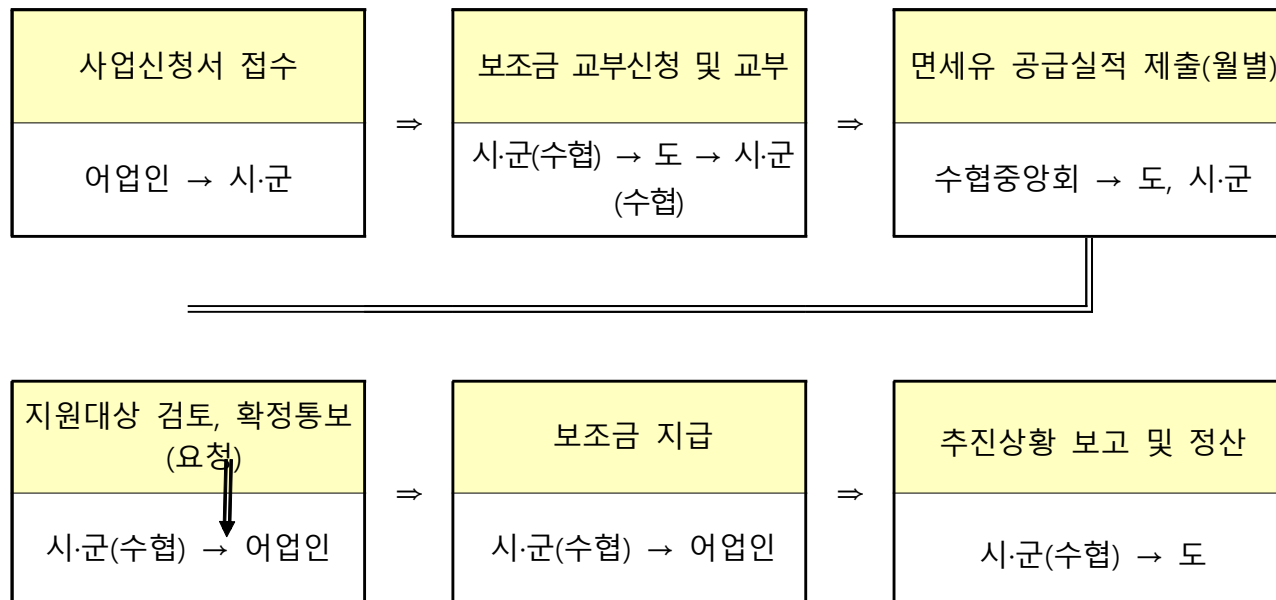 사업신청서 접수
어업인 → 시·군
⇒
보조금 교부신청 및 교부
시·군(수협) → 도 → 시·군
(수협)
⇒
면세유 공급실적 제출(월별)
수협중앙회 → 도, 시·군
지원대상 검토, 확정통보
(요청)
시·군(수협) → 어업인
⇒
보조금 지급
시·군(수협) → 어업인
⇒
추진상황 보고 및 정산
시·군(수협) → 도